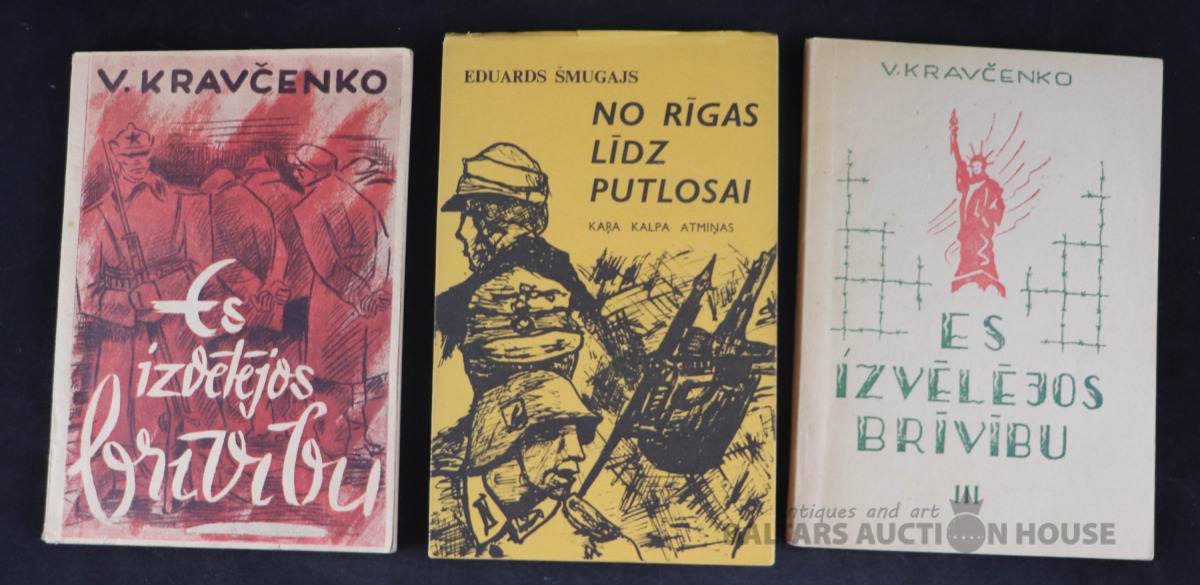 V. KRAVČENKO
Es
izvēlējos
brīvību
EDUARDS ŠMUGAJS
NO RĪGAS
LĪDZ
PUTLOSAI
KAŖA KALPA ATMIŅAS
V. KRAVČENKO
ES
IZVĒLĒJOS
BRĪVĪBU
antiques and art
BALTARS AUCTION HOUSE